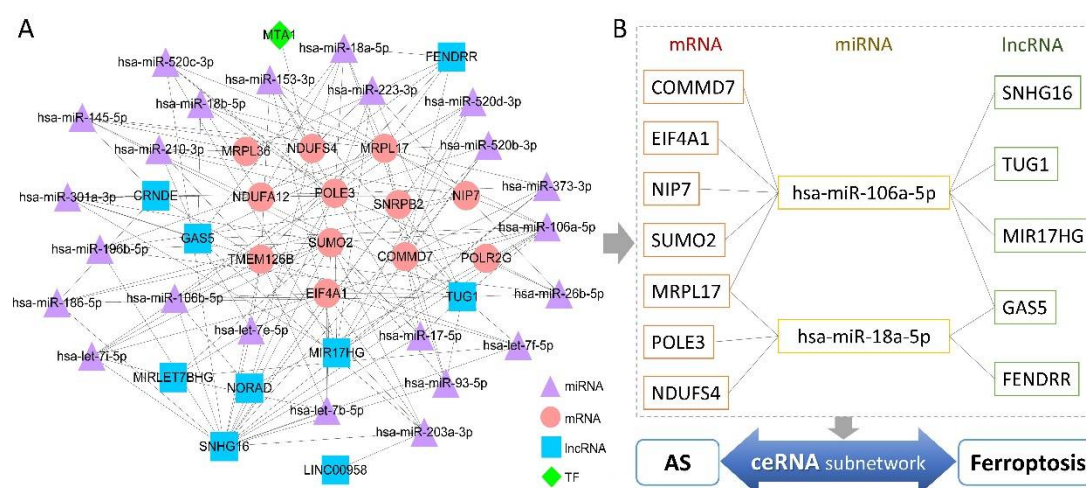 A
MTA1
hsa-miR-18a-5p
FENDRR
hsa-miR-520c-3p
hsa-miR-153-3p
hsa-miR-223-3p
hsa-miR-18b-5p
hsa-miR-520d-3p
hsa-miR-145-5p
hsa-miR-210-3p
MRPL36
NDUFS4
MRPL17
hsa-miR-520b-3p
hsa-miR-301a-3p
CRNDE
NDUFA12
POLE3
SNRPB2
NIP7
hsa-miR-373-3p
GAS5
SUMO2
hsa-miR-106a-5p
hsa-miR-196b-5p
TMEM126B
COMMD7
POLR2G
hsa-miR-186-5p
hsa-miR-106b-5p
EIF4A1
TUG1
hsa-miR-26b-5p
hsa-let-7e-5p
hsa-miR-17-5p
hsa-let-7i-5p
MIR17HG
hsa-let-7f-5p
MIRLET7BHG
NORAD
hsa-miR-93-5p
hsa-let-7b-5p
hsa-miR-203a-3p
SNHG16
LINC00958
miRNA
mRNA
lncRNA
TF
B
mRNA
miRNA
lncRNA
COMMD7
EIF4A1
NIP7
SUMO2
MRPL17
POLE3
NDUFS4
hsa-miR-106a-5p
hsa-miR-18a-5p
SNHG16
TUG1
MIR17HG
GAS5
FENDRR
AS
ceRNA subnetwork
Ferroptosis